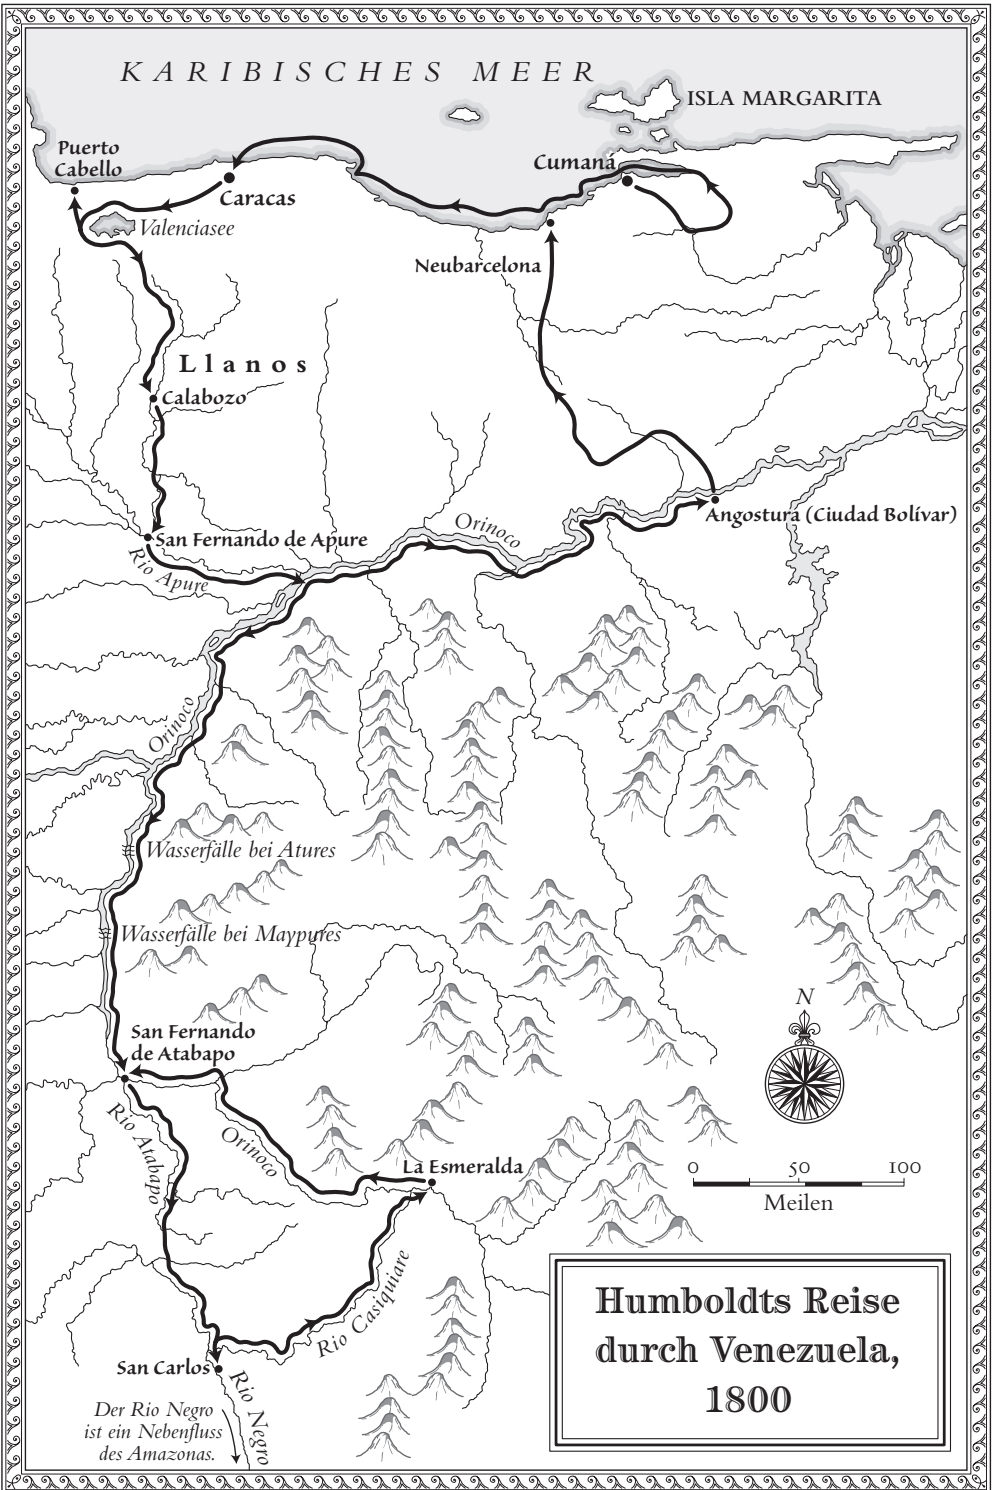 KARIBISCHES MEER
ISLA MARGARITA
Puerto
Cabello
Cumaná
Caracas
Valenciasee
Neubarcelona
Llanos
Calabozo
Orinoco
Angostura (Ciudad Bolívar)
San Fernando de Apure
Rio Apure
Orinoco
Wasserfälle bei Atures
Wasserfälle bei Maypures
N
San Fernando
de Atabapo
Rio Atabapo
Orinoco
La Esmeralda
0 50 100
Meilen
Rio Casiquiare
Humboldts Reise
durch Venezuela,
1800
San Carlos
Rio Negro
Der Rio Negro
ist ein Nebenfluss
des Amazonas.